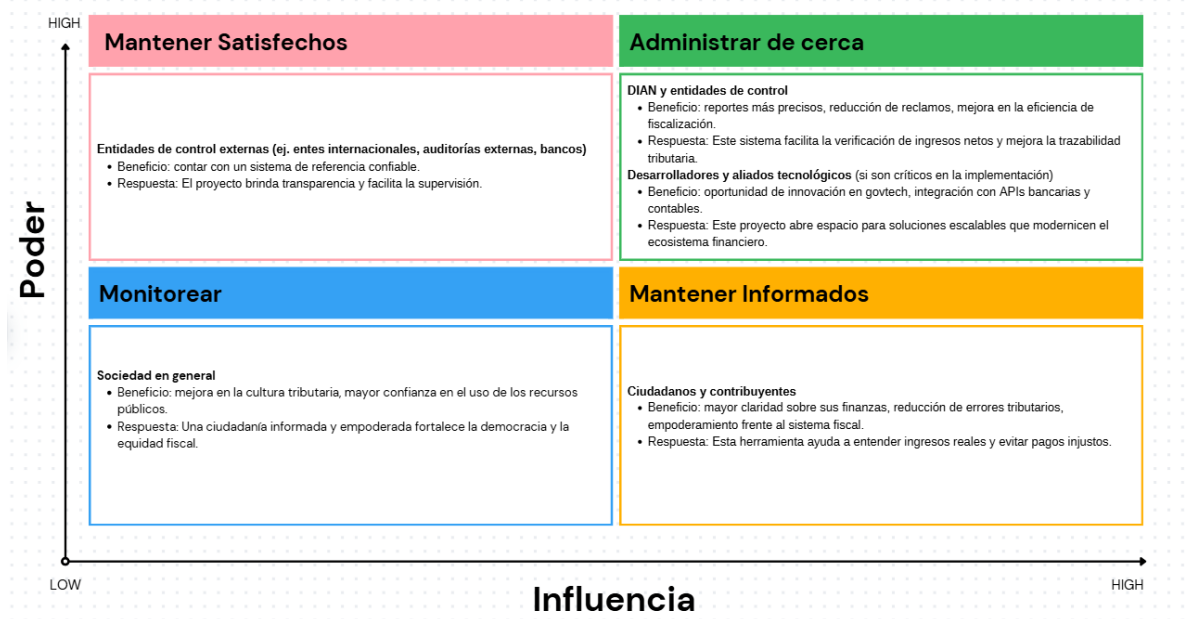 HIGH
Mantener Satisfechos
Administrar de cerca
Entidades de control externas (ej. entes internacionales, auditorías externas, bancos)
• Beneficio: contar con un sistema de referencia confiable.
• Respuesta: El proyecto brinda transparencia y facilita la supervisión.
DIAN y entidades de control
• Beneficio: reportes más precisos, reducción de reclamos, mejora en la eficiencia de
fiscalización.
• Respuesta: Este sistema facilita la verificación de ingresos netos y mejora la trazabilidad
tributaria.
Desarrolladores y aliados tecnológicos (si son críticos en la implementación)
• Beneficio: oportunidad de innovación en govtech, integración con APIs bancarias y
contables.
• Respuesta: Este proyecto abre espacio para soluciones escalables que modernicen el
ecosistema financiero.
Poder
Monitorear
Mantener Informados
Sociedad en general
• Beneficio: mejora en la cultura tributaria, mayor confianza en el uso de los recursos
públicos.
• Respuesta: Una ciudadanía informada y empoderada fortalece la democracia y la
equidad fiscal.
Ciudadanos y contribuyentes
• Beneficio: mayor claridad sobre sus finanzas, reducción de errores tributarios,
empoderamiento frente al sistema fiscal.
• Respuesta: Esta herramienta ayuda a entender ingresos reales y evitar pagos injustos.
LOW
Influencia
HIGH